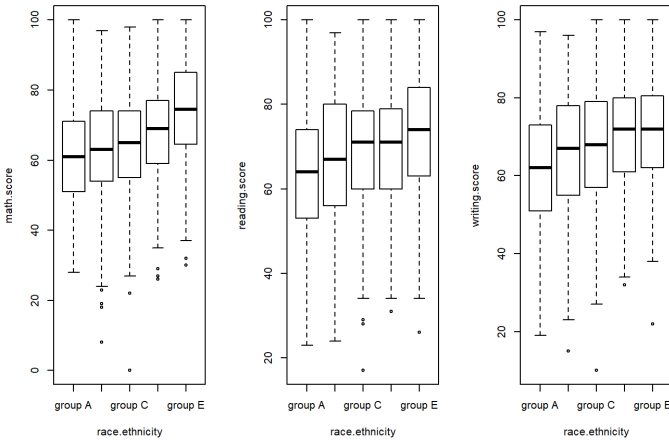 math.score
100
80
60
40
20
0
group A group C group E
race.ethnicity
reading.score
100
80
60
40
20
group A group C group E
race.ethnicity
writing.score
100
80
60
40
20
group A group C group E
race.ethnicity